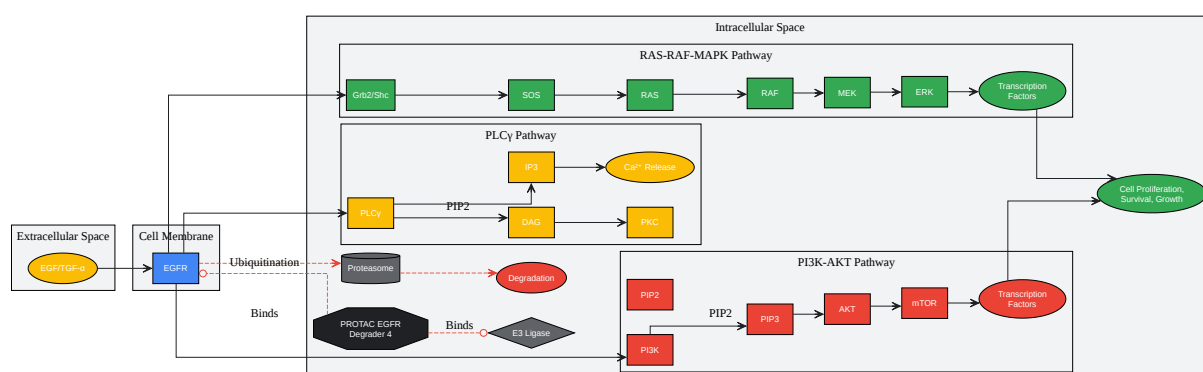 Intracellular Space
RAS-RAF-MAPK Pathway
Grb2/Shc
SOS
RAS
RAF
MEK
ERK
Transcription
Factors
PLCγ Pathway
IP3
Ca²⁺ Release
PLCγ
PIP2
DAG
PKC
Cell Proliferation,
Survival, Growth
Extracellular Space
EGF/TGF-α
Cell Membrane
EGFR
Ubiquitination
Proteasome
Degradation
Binds
PROTAC EGFR
Degrader 4
Binds
E3 Ligase
PI3K-AKT Pathway
PIP2
PI3K
PIP2
PIP3
AKT
mTOR
Transcription
Factors